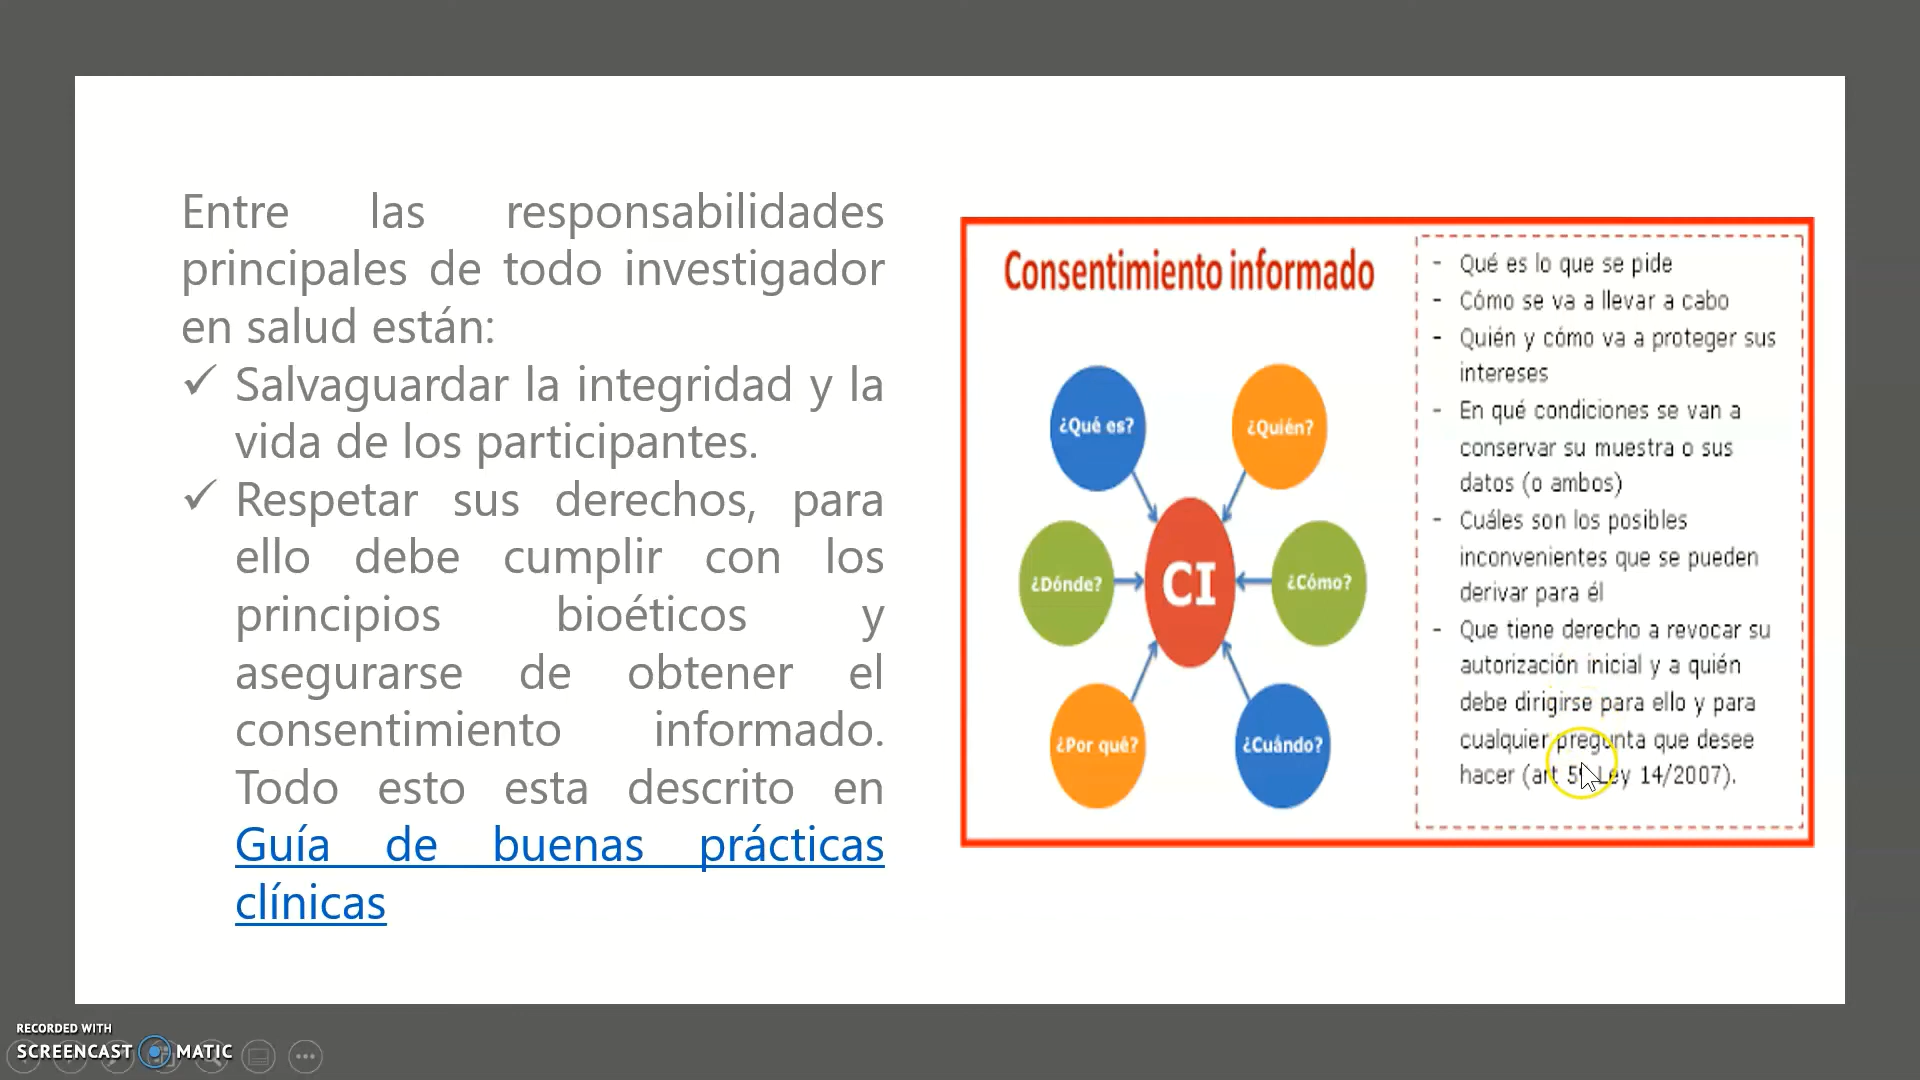 Entre las responsabilidades
principales de todo investigador
en salud están:
✓ Salvaguardar la integridad y la
vida de los participantes.
✓ Respetar sus derechos, para
ello debe cumplir con los
principios bioéticos y
asegurarse de obtener el
consentimiento informado.
Todo esto esta descrito en
Guía de buenas prácticas
clínicas
Consentimiento informado
¿Qué es?
¿Quién?
¿Dónde?
CI
¿Cómo?
¿Por qué?
¿Cuándo?
- Qué es lo que se pide
- Cómo se va a llevar a cabo
- Quién y cómo va a proteger sus
intereses
- En qué condiciones se van a
conservar su muestra o sus
datos (o ambos)
- Cuáles son los posibles
inconvenientes que se pueden
derivar para él
- Que tiene derecho a revocar su
autorización inicial y a quién
debe dirigirse para ello y para
cualquier pregunta que desee
hacer (art Ley 14/2007).
RECORDED WITH
SCREENCAST MATIC